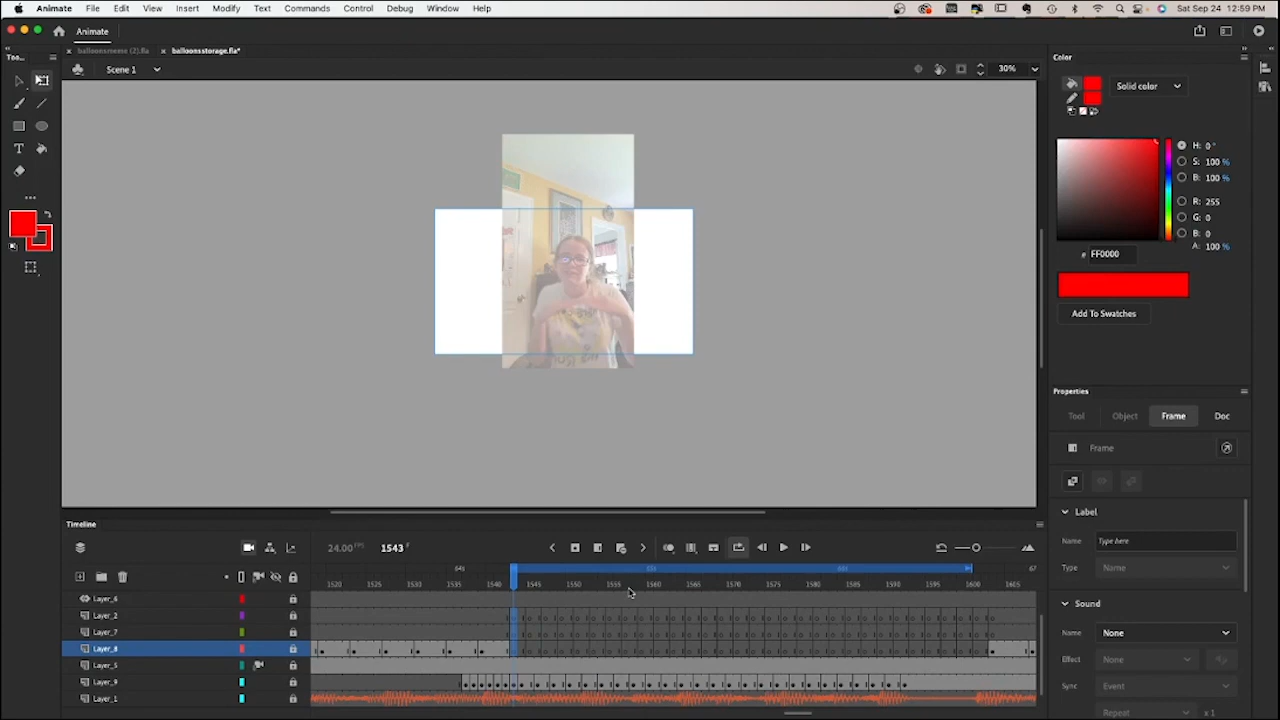 Animate File Edit View Insert Modify Text Commands Control Debug Window Help Sat Sep 24 12:59 PM
Animate
Too...
balloonsmeme (2).fla
balloonsstorage.fla*
Scene 1
30%
Color
Solid color
H: 0 °
S: 100 %
B: 100 %
R: 255
G: 0
B: 0
A: 100 %
# FF0000
Add To Swatches
Properties
Tool Object Frame Doc
Frame
Label
Name Type here
Type Name
Sound
Name None
Effect None
Sync Event
Repeat x 1
Timeline
24.00 FPS 1543 F
1520 1525 1530 1535 1540 1545 1550 1555 1560 1565 1570 1575 1580 1585 1590 1595 1600 1605
Layer_6
Layer_2
Layer_7
Layer_8
Layer_5
Layer_9
Layer_1